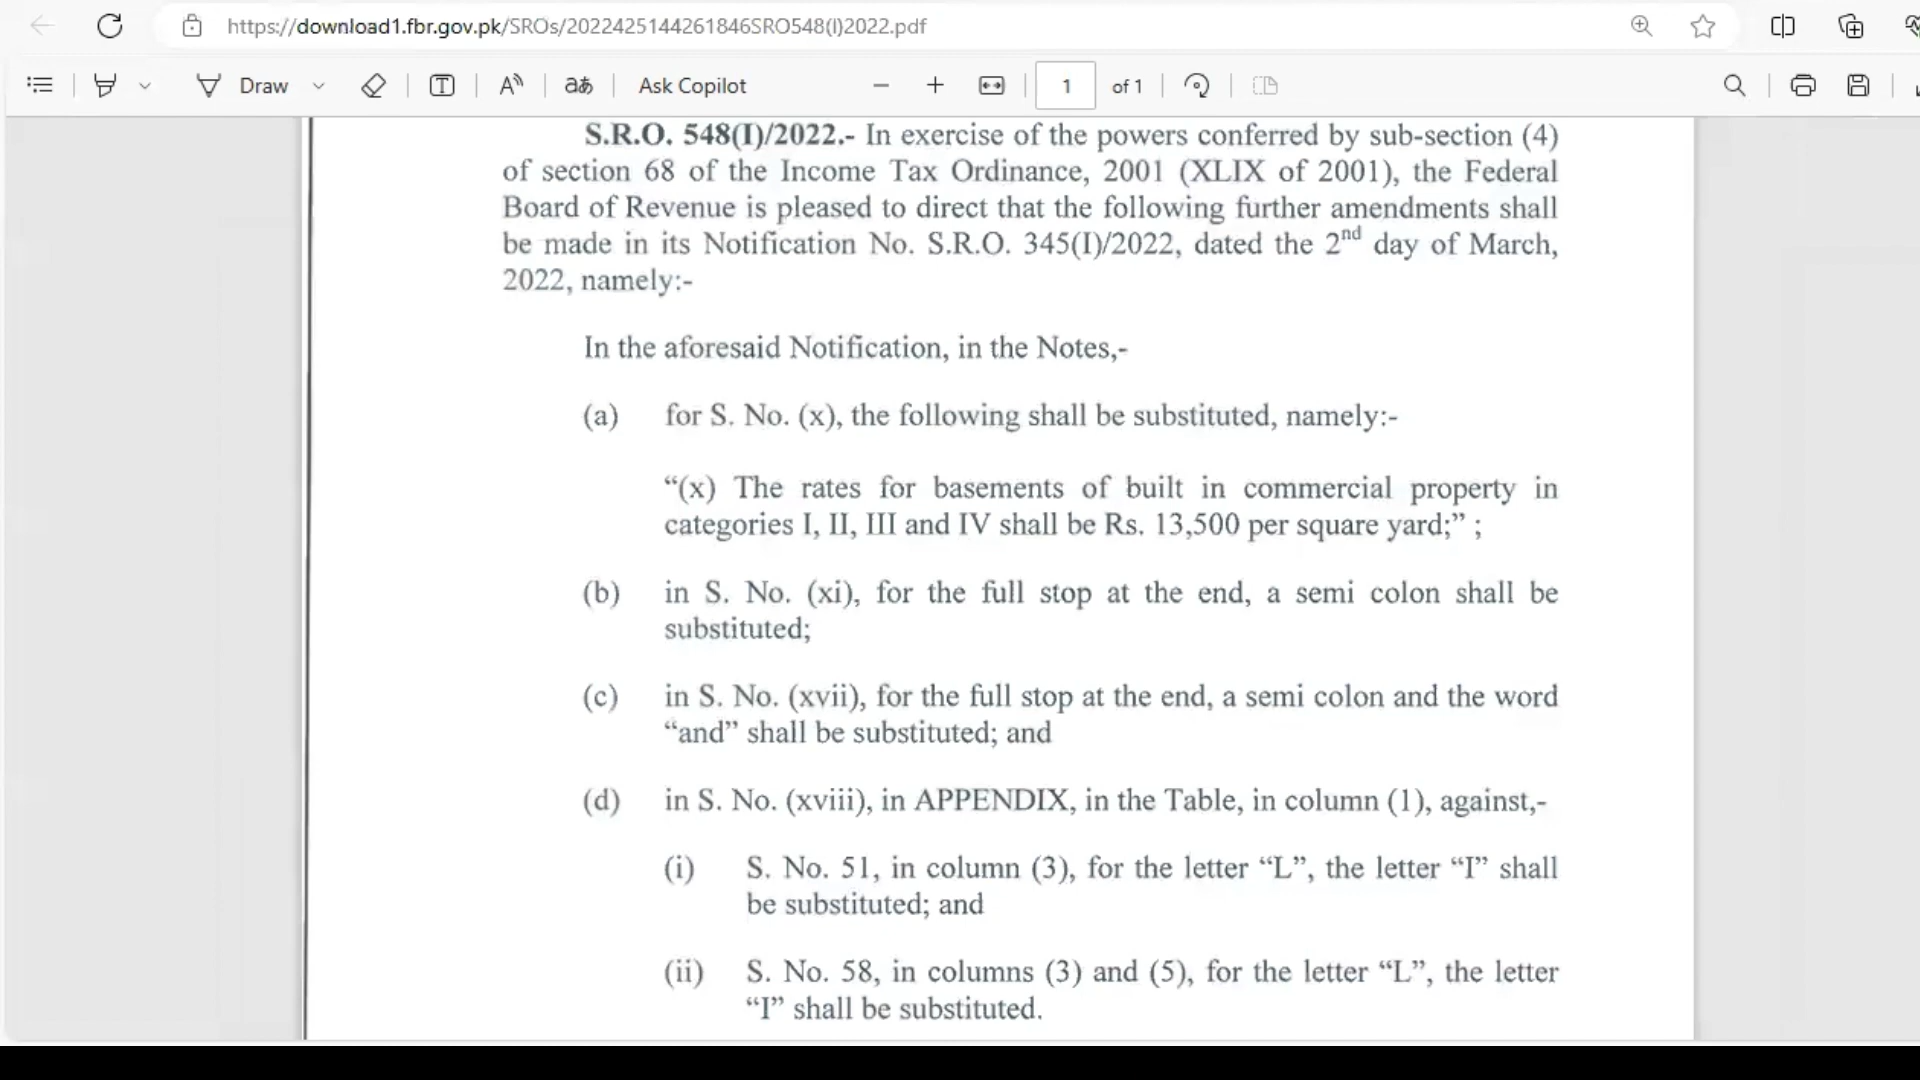 https://download1.fbr.gov.pk/SROs/2022425144261846SRO548(I)2022.pdf
Draw
T
A
aあ
Ask Copilot
1
of 1
S.R.O. 548(I)/2022.- In exercise of the powers conferred by sub-section (4)
of section 68 of the Income Tax Ordinance, 2001 (XLIX of 2001), the Federal
Board of Revenue is pleased to direct that the following further amendments shall
be made in its Notification No. S.R.O. 345(I)/2022, dated the 2nd day of March,
2022, namely:-
In the aforesaid Notification, in the Notes,-
(a) for S. No. (x), the following shall be substituted, namely:-
“(x) The rates for basements of built in commercial property in
categories I, II, III and IV shall be Rs. 13,500 per square yard;” ;
(b) in S. No. (xi), for the full stop at the end, a semi colon shall be
substituted;
(c) in S. No. (xvii), for the full stop at the end, a semi colon and the word
“and” shall be substituted; and
(d) in S. No. (xviii), in APPENDIX, in the Table, in column (1), against,-
(i) S. No. 51, in column (3), for the letter “L”, the letter “I” shall
be substituted; and
(ii) S. No. 58, in columns (3) and (5), for the letter “L”, the letter
“I” shall be substituted.